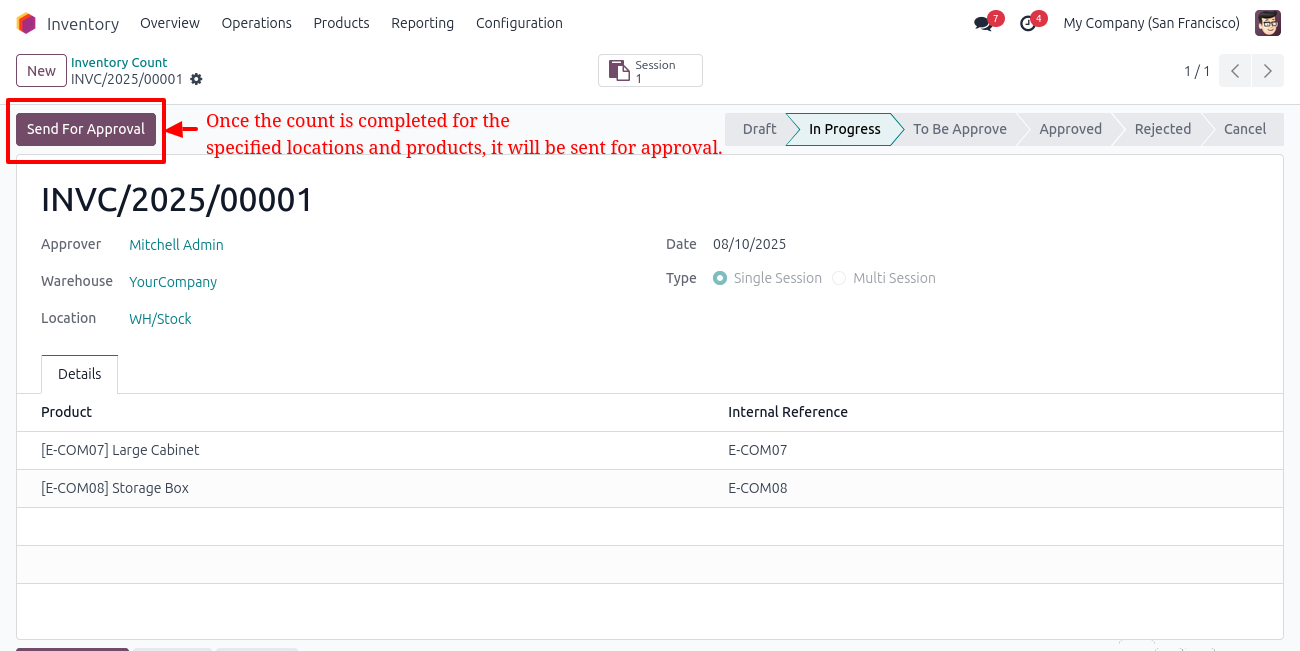 Inventory Overview Operations Products Reporting Configuration 7 4 My Company (San Francisco)
New Inventory Count Session 1 / 1
INVC/2025/00001 1
Send For Approval Once the count is completed for the Draft In Progress To Be Approve Approved Rejected Cancel
specified locations and products, it will be sent for approval.
INVC/2025/00001
Approver Mitchell Admin Date 08/10/2025
Warehouse YourCompany Type Single Session Multi Session
Location WH/Stock
Details
Product Internal Reference
[E-COM07] Large Cabinet E-COM07
[E-COM08] Storage Box E-COM08